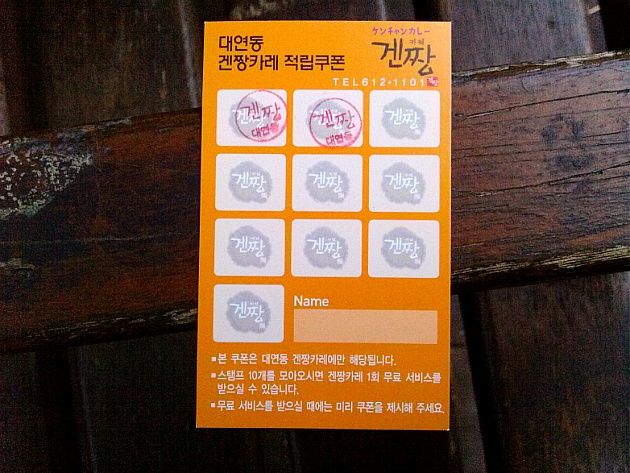 대연동
겐짱카레 적립쿠폰
ケンチャンカレー
카레
겐짱
TEL 612-1101
겐짱 대연동
겐짱 대연동
겐짱
겐짱
겐짱
겐짱
겐짱
겐짱
겐짱
겐짱
Name
▪본 쿠폰은 대연동 겐짱카레에만 해당됩니다.
▪스탬프 10개를 모아오시면 겐짱카레 1회 무료 서비스를
받으실 수 있습니다.
▪무료 서비스를 받으실 때에는 미리 쿠폰을 제시해 주세요.